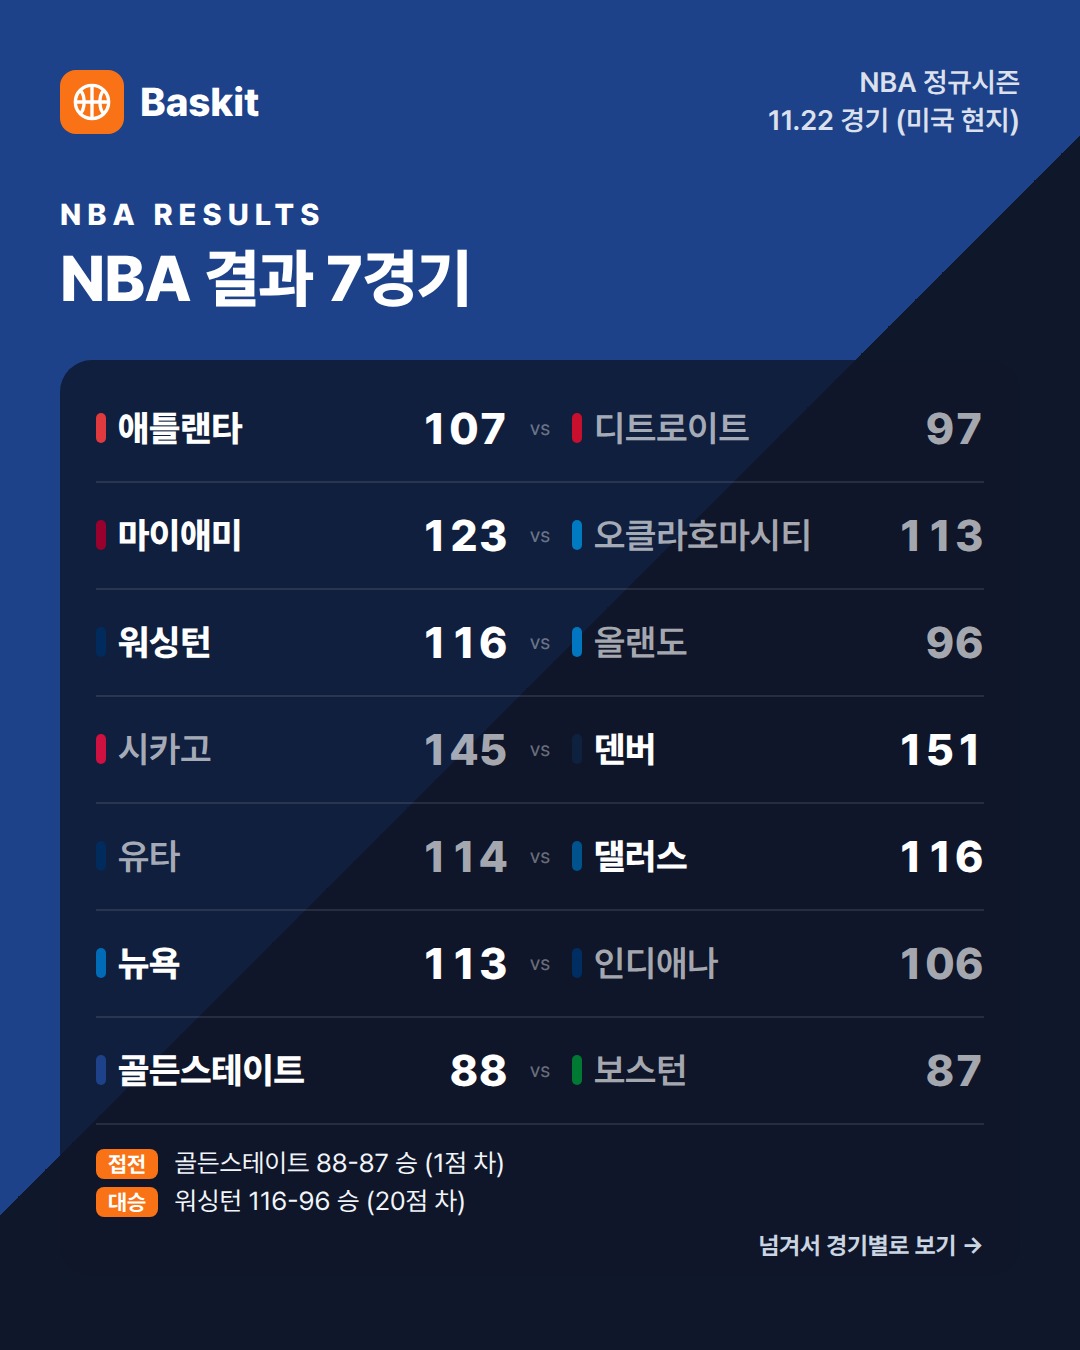 Baskit
NBA 정규시즌
11.22 경기 (미국 현지)
NBA RESULTS
NBA 결과 7경기
애틀랜타 107 vs 디트로이트 97
마이애미 123 vs 오클라호마시티 113
워싱턴 116 vs 올랜도 96
시카고 145 vs 덴버 151
유타 114 vs 댈러스 116
뉴욕 113 vs 인디애나 106
골든스테이트 88 vs 보스턴 87
접전 골든스테이트 88-87 승 (1점 차)
대승 워싱턴 116-96 승 (20점 차)
넘겨서 경기별로 보기 →